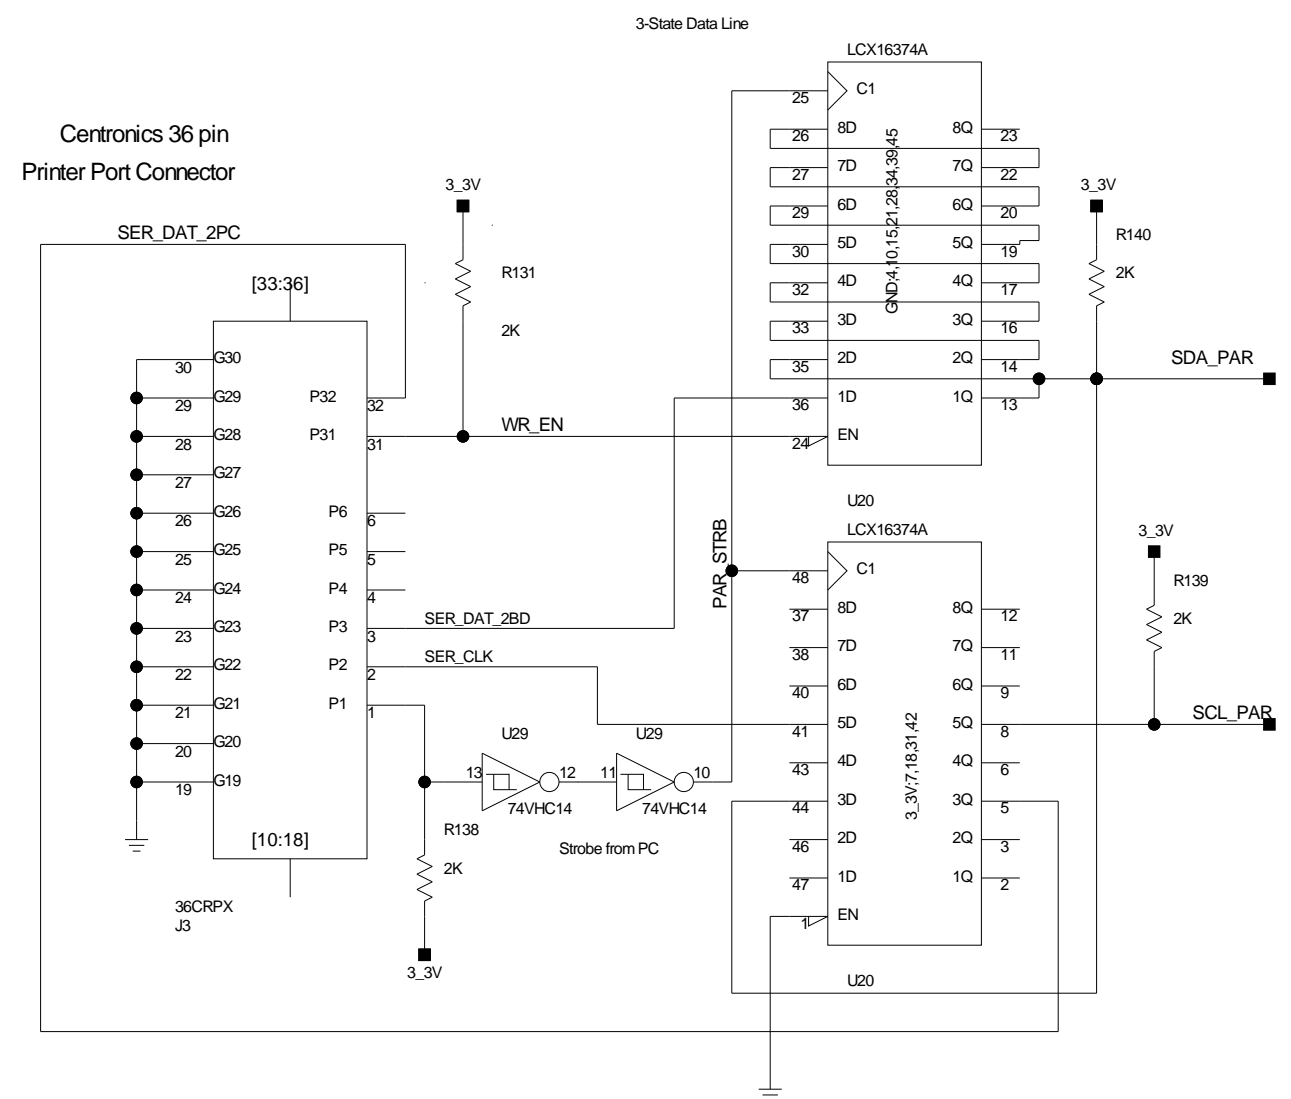 3-State Data Line
Centronics 36 pin
Printer Port Connector
SER_DAT_2PC
[33:36]
30 G30
29 G29
28 G28
27 G27
26 G26
25 G25
24 G24
23 G23
22 G22
21 G21
20 G20
19 G19
P32 32
P31 31
P6 6
P5 5
P4 4
P3 3
P2 2
P1 1
[10:18]
36CRPX
J3
3_3V
R131
2K
WR_EN
SER_DAT_2BD
SER_CLK
R138
2K
3_3V
U29
13 12
74VHC14
U29
11 10
74VHC14
Strobe from PC
PAR_STRB
LCX16374A
25 C1
26 8D 8Q 23
27 7D 7Q 22
29 6D 6Q 20
30 5D 5Q 19
32 4D 4Q 17
33 3D 3Q 16
35 2D 2Q 14
36 1D 1Q 13
24 EN
GND;4,10,15,21,28,34,39,45
U20
3_3V
R140
2K
SDA_PAR
LCX16374A
48 C1
37 8D 8Q 12
38 7D 7Q 11
40 6D 6Q 9
41 5D 5Q 8
43 4D 4Q 6
44 3D 3Q 5
46 2D 2Q 3
47 1D 1Q 2
1 EN
3_3V;7,18,31,42
U20
3_3V
R139
2K
SCL_PAR